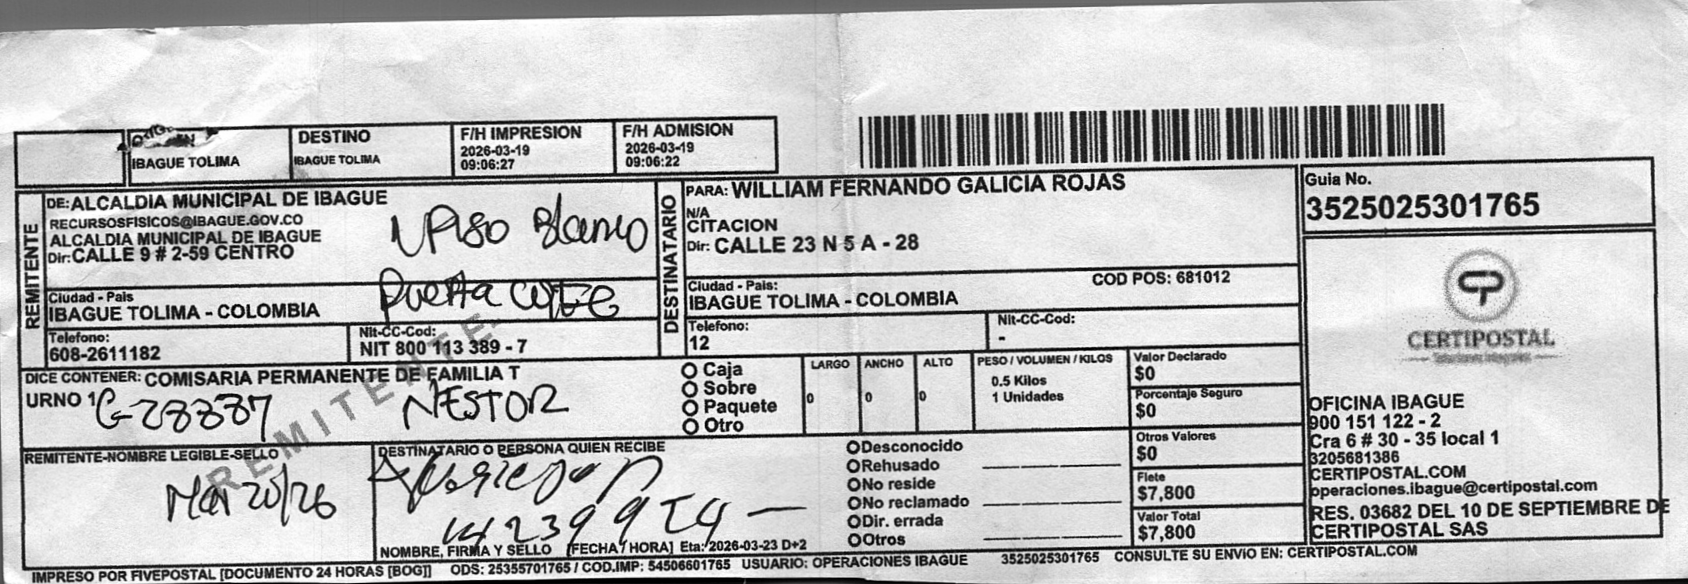 ORIGEN
IBAGUE TOLIMA
DESTINO
IBAGUE TOLIMA
F/H IMPRESION
2026-03-19
09:06:27
F/H ADMISION
2026-03-19
09:06:22
REMITENTE
DE: ALCALDIA MUNICIPAL DE IBAGUE
RECURSOSFISICOS@IBAGUE.GOV.CO
ALCALDIA MUNICIPAL DE IBAGUE
Dir: CALLE 9 # 2-59 CENTRO
1/PISO Blanco
Puerta CAFE
Ciudad - Pais
IBAGUE TOLIMA - COLOMBIA
Telefono:
608-2611182
Nit-CC-Cod:
NIT 800 113 389 - 7
DESTINATARIO
PARA: WILLIAM FERNANDO GALICIA ROJAS
N/A
CITACION
Dir: CALLE 23 N 5 A - 28
Ciudad - Pais:
COD POS: 681012
IBAGUE TOLIMA - COLOMBIA
Telefono:
12
Nit-CC-Cod:
-
Guia No.
3525025301765
CERTIPOSTAL
OFICINA IBAGUE
900 151 122 - 2
Cra 6 # 30 - 35 local 1
3205681386
CERTIPOSTAL.COM
operaciones.ibague@certipostal.com
RES. 03682 DEL 10 DE SEPTIEMBRE DE
CERTIPOSTAL SAS
DICE CONTENER: COMISARIA PERMANENTE DE FAMILIA T
URNO 1
G-28887 NESTOR
REMITENTE
Caja
Sobre
Paquete
Otro
LARGO
0
ANCHO
0
ALTO
0
PESO / VOLUMEN / KILOS
0.5 Kilos
1 Unidades
Valor Declarado
$0
Porcentaje Seguro
$0
Otros Valores
$0
Flete
$7,800
Valor Total
$7,800
REMITENTE-NOMBRE LEGIBLE-SELLO
Mar 20/26
DESTINATARIO O PERSONA QUIEN RECIBE
NOMBRE, FIRMA Y SELLO [FECHA / HORA] Eta: 2026-03-23 D+2
Desconocido
Rehusado
No reside
No reclamado
Dir. errada
Otros
IMPRESO POR FIVEPOSTAL [DOCUMENTO 24 HORAS [BOG]] ODS: 25355701765 / COD.IMP: 54506601765 USUARIO: OPERACIONES IBAGUE 3525025301765 CONSULTE SU ENVIO EN: CERTIPOSTAL.COM